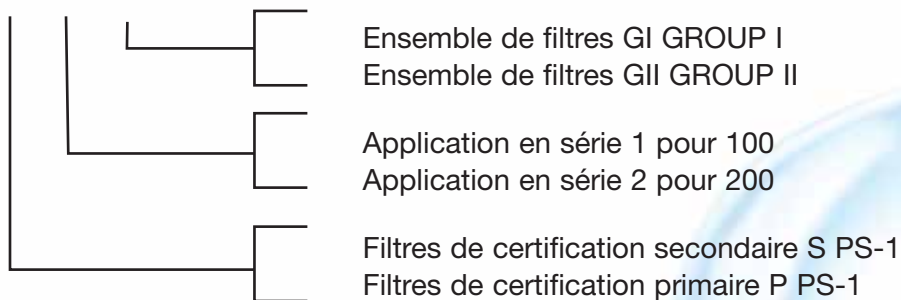 Ensemble de filtres GI GROUP I
Ensemble de filtres GII GROUP II
Application en série 1 pour 100
Application en série 2 pour 200
Filtres de certification secondaire S PS-1
Filtres de certification primaire P PS-1